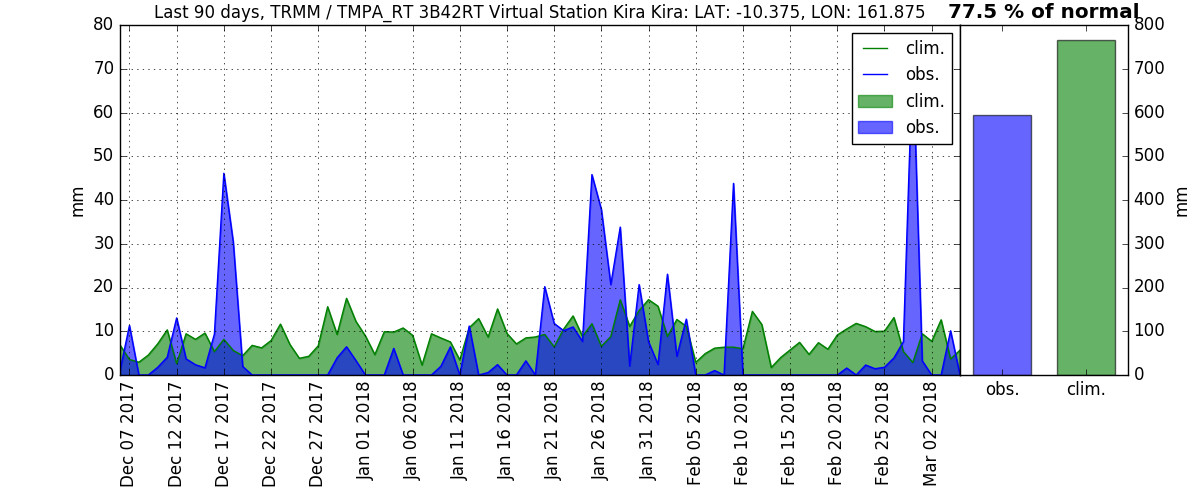 Last 90 days, TRMM / TMPA_RT 3B42RT Virtual Station Kira Kira: LAT: -10.375, LON: 161.875
77.5 % of normal
80
70
60
50
40
30
20
10
0
mm
clim.
obs.
clim.
obs.
800
700
600
500
400
300
200
100
0
mm
Dec 07 2017
Dec 12 2017
Dec 17 2017
Dec 22 2017
Dec 27 2017
Jan 01 2018
Jan 06 2018
Jan 11 2018
Jan 16 2018
Jan 21 2018
Jan 26 2018
Jan 31 2018
Feb 05 2018
Feb 10 2018
Feb 15 2018
Feb 20 2018
Feb 25 2018
Mar 02 2018
obs.
clim.